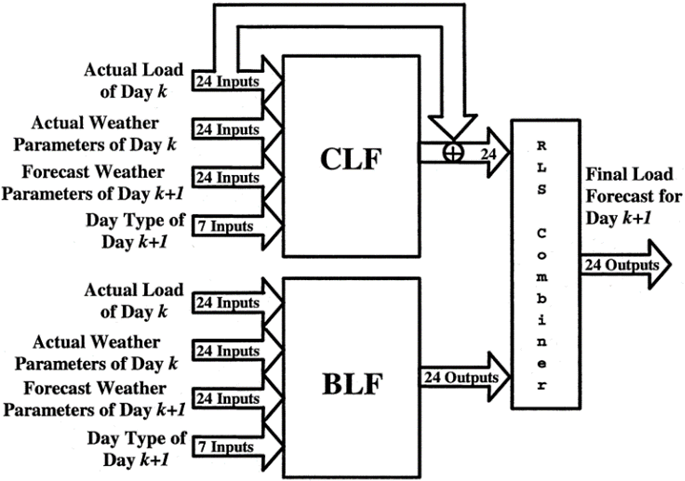 Actual Load
of Day k
24 Inputs
Actual Weather
Parameters of Day k
24 Inputs
Forecast Weather
Parameters of Day k+1
24 Inputs
Day Type of
Day k+1
7 Inputs
CLF
24
Actual Load
of Day k
24 Inputs
Actual Weather
Parameters of Day k
24 Inputs
Forecast Weather
Parameters of Day k+1
24 Inputs
Day Type of
Day k+1
7 Inputs
BLF
24 Outputs
RLS Combiner
Final Load
Forecast for
Day k+1
24 Outputs